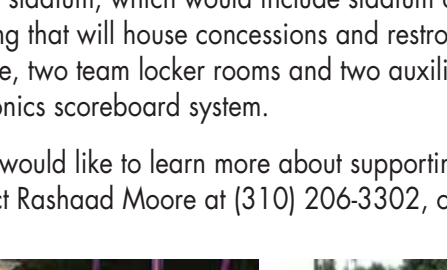 stadium, which would include stadium
ng that will house concessions and restro
e, two team locker rooms and two auxili
onics scoreboard system.
would like to learn more about supportin
ct Rashaad Moore at (310) 206-3302, o